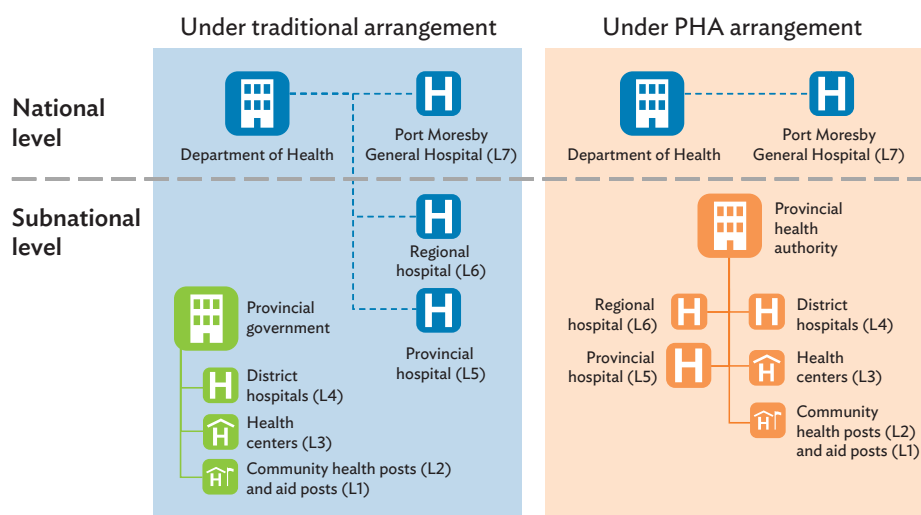 Under traditional arrangement
Under PHA arrangement
National
level
Department of Health
Port Moresby
General Hospital (L7)
Department of Health
Port Moresby
General Hospital (L7)
Subnational
level
Regional
hospital (L6)
Provincial
government
Provincial
hospital (L5)
District
hospitals (L4)
Health
centers (L3)
Community health posts (L2)
and aid posts (L1)
Provincial
health
authority
Regional
hospital (L6)
District
hospitals (L4)
Provincial
hospital (L5)
Health
centers (L3)
Community
health posts (L2)
and aid posts (L1)